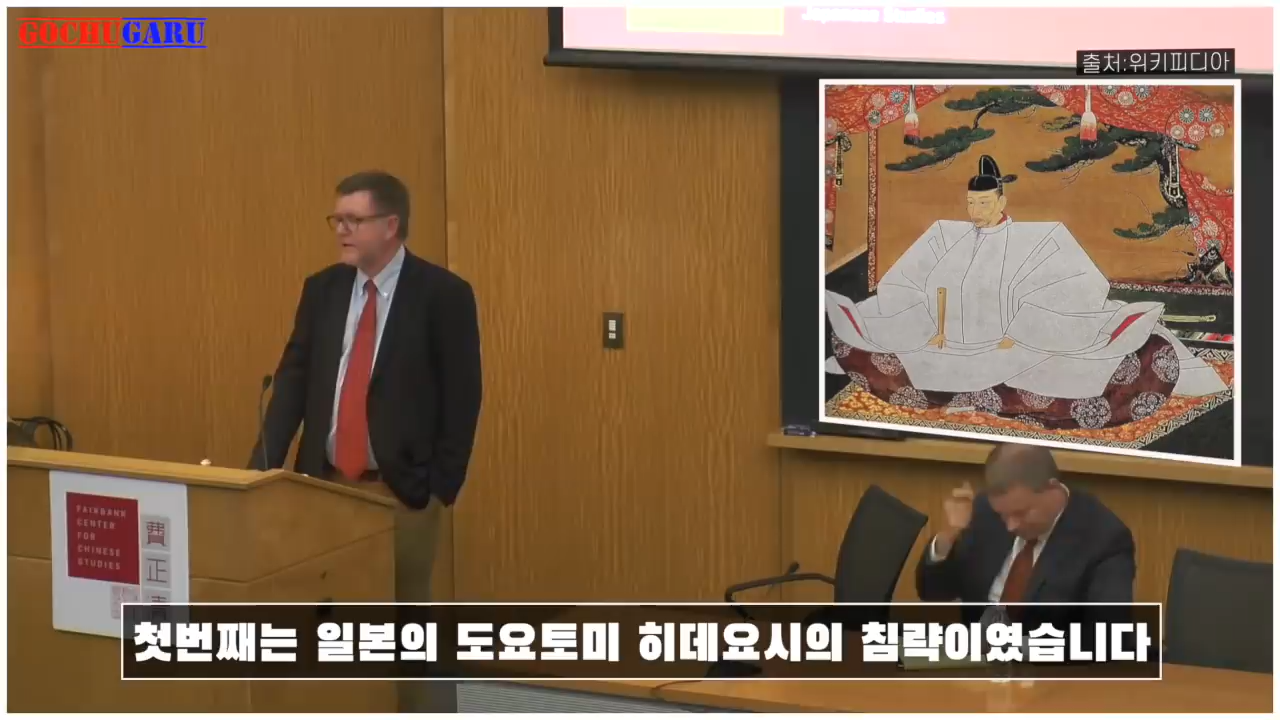 GOCHUGARU
Japanese Studies
출처:위키피디아
FAIRBANK
CENTER
FOR
CHINESE
STUDIES
費
正
첫번째는 일본의 도요토미 히데요시의 침략이였습니다